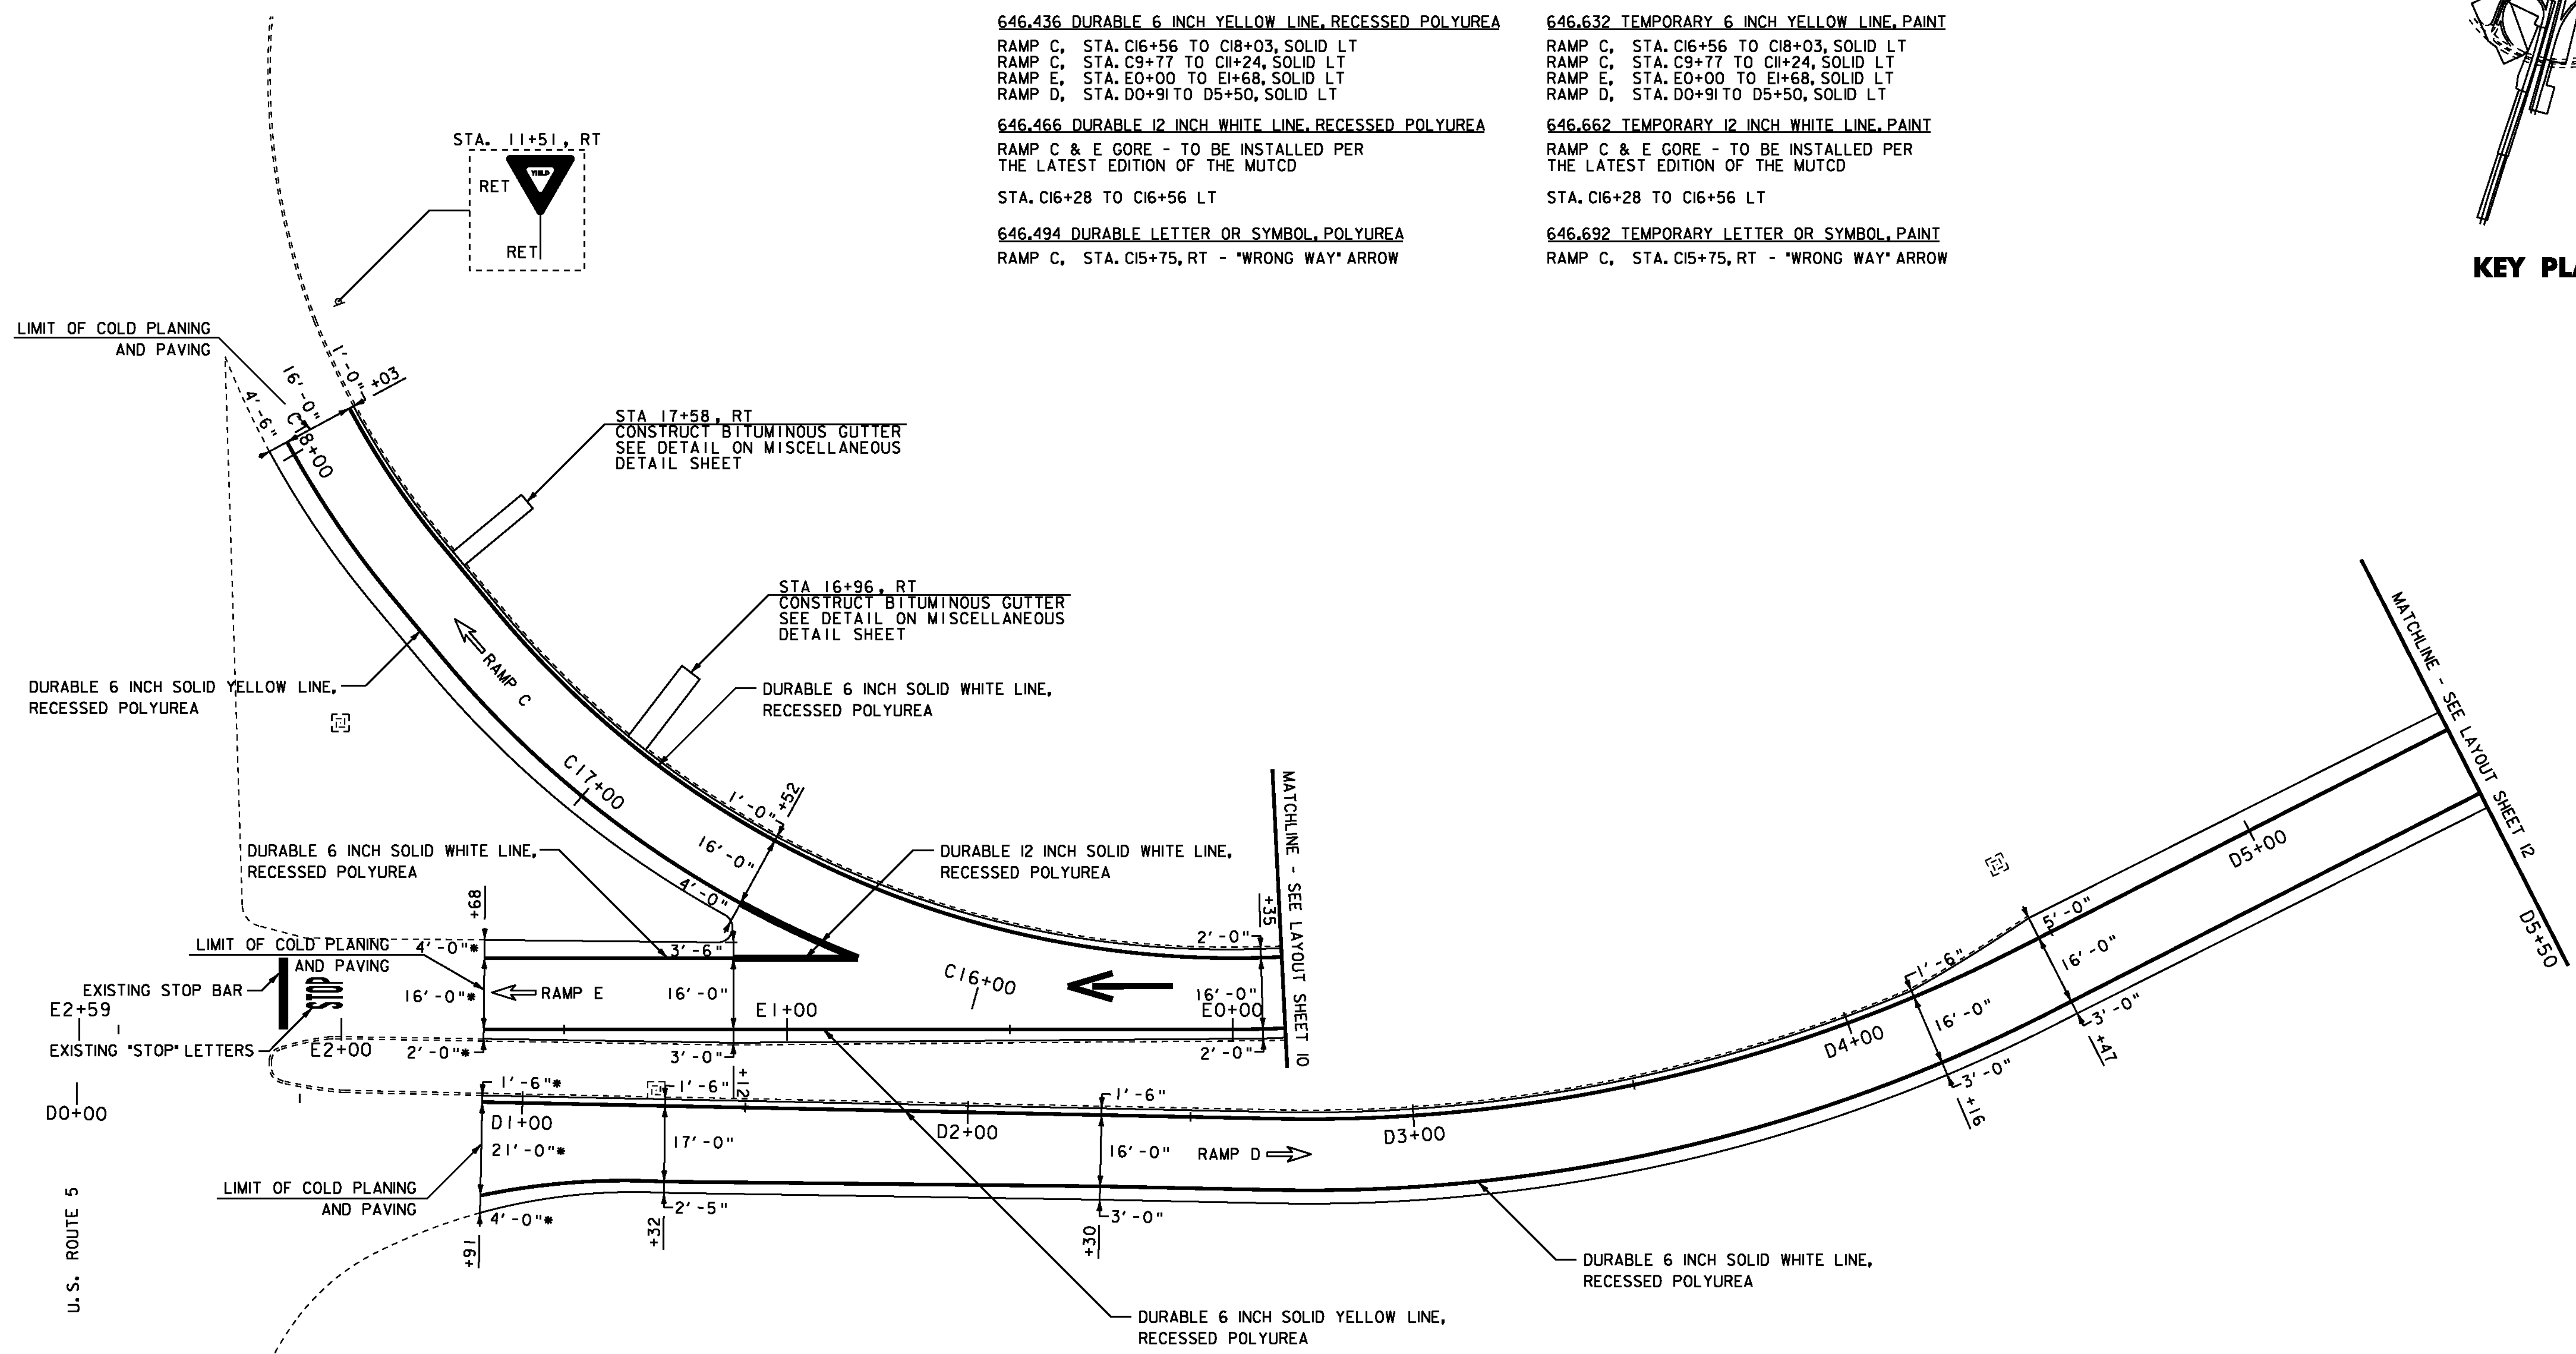 646.436 DURABLE 6 INCH YELLOW LINE, RECESSED POLYUREA
RAMP C, STA. C16+56 TO C18+03, SOLID LT
RAMP C, STA. C9+77 TO C11+24, SOLID LT
RAMP E, STA. E0+00 TO E1+68, SOLID LT
RAMP D, STA. D0+91 TO D5+50, SOLID LT
646.466 DURABLE 12 INCH WHITE LINE, RECESSED POLYUREA
RAMP C & E GORE - TO BE INSTALLED PER
THE LATEST EDITION OF THE MUTCD
STA. C16+28 TO C16+56 LT
646.494 DURABLE LETTER OR SYMBOL, POLYUREA
RAMP C, STA. C15+75, RT - "WRONG WAY" ARROW
646.632 TEMPORARY 6 INCH YELLOW LINE, PAINT
RAMP C, STA. C16+56 TO C18+03, SOLID LT
RAMP C, STA. C9+77 TO C11+24, SOLID LT
RAMP E, STA. E0+00 TO E1+68, SOLID LT
RAMP D, STA. D0+91 TO D5+50, SOLID LT
646.662 TEMPORARY 12 INCH WHITE LINE, PAINT
RAMP C & E GORE - TO BE INSTALLED PER
THE LATEST EDITION OF THE MUTCD
STA. C16+28 TO C16+56 LT
646.692 TEMPORARY LETTER OR SYMBOL, PAINT
RAMP C, STA. C15+75, RT - "WRONG WAY" ARROW
KEY
STA. 11+51, RT
YIELD
RET
RET
LIMIT OF COLD PLANING
AND PAVING
1'-0"
+03
16'-0"
4'-6"
C18+00
STA 17+58, RT
CONSTRUCT BITUMINOUS GUTTER
SEE DETAIL ON MISCELLANEOUS
DETAIL SHEET
STA 16+96, RT
CONSTRUCT BITUMINOUS GUTTER
SEE DETAIL ON MISCELLANEOUS
DETAIL SHEET
RAMP C
DURABLE 6 INCH SOLID YELLOW LINE,
RECESSED POLYUREA
DURABLE 6 INCH SOLID WHITE LINE,
RECESSED POLYUREA
C17+00
1'-0"
+52
16'-0"
4'-0"
DURABLE 6 INCH SOLID WHITE LINE,
RECESSED POLYUREA
DURABLE 12 INCH SOLID WHITE LINE,
RECESSED POLYUREA
MATCHLINE - SEE LAYOUT SHEET 10
MATCHLINE - SEE LAYOUT SHEET 12
D5+50
+68
+35
LIMIT OF COLD PLANING
AND PAVING
4'-0"*
3'-6"
2'-0"
EXISTING STOP BAR
STOP
16'-0"*
RAMP E
16'-0"
C16+00
16'-0"
E2+59
E1+00
E0+00
EXISTING "STOP" LETTERS
E2+00
2'-0"*
3'-0"
2'-0"
+12
D0+00
1'-6"*
1'-6"
1'-6"
D1+00
D2+00
D3+00
D4+00
D5+00
21'-0"*
17'-0"
16'-0"
RAMP D
1'-6"
16'-0"
3'-0"
+16
5'-0"
16'-0"
3'-0"
+47
LIMIT OF COLD PLANING
AND PAVING
4'-0"*
2'-5"
3'-0"
+91
+32
+30
U.S. ROUTE 5
DURABLE 6 INCH SOLID WHITE LINE,
RECESSED POLYUREA
DURABLE 6 INCH SOLID YELLOW LINE,
RECESSED POLYUREA